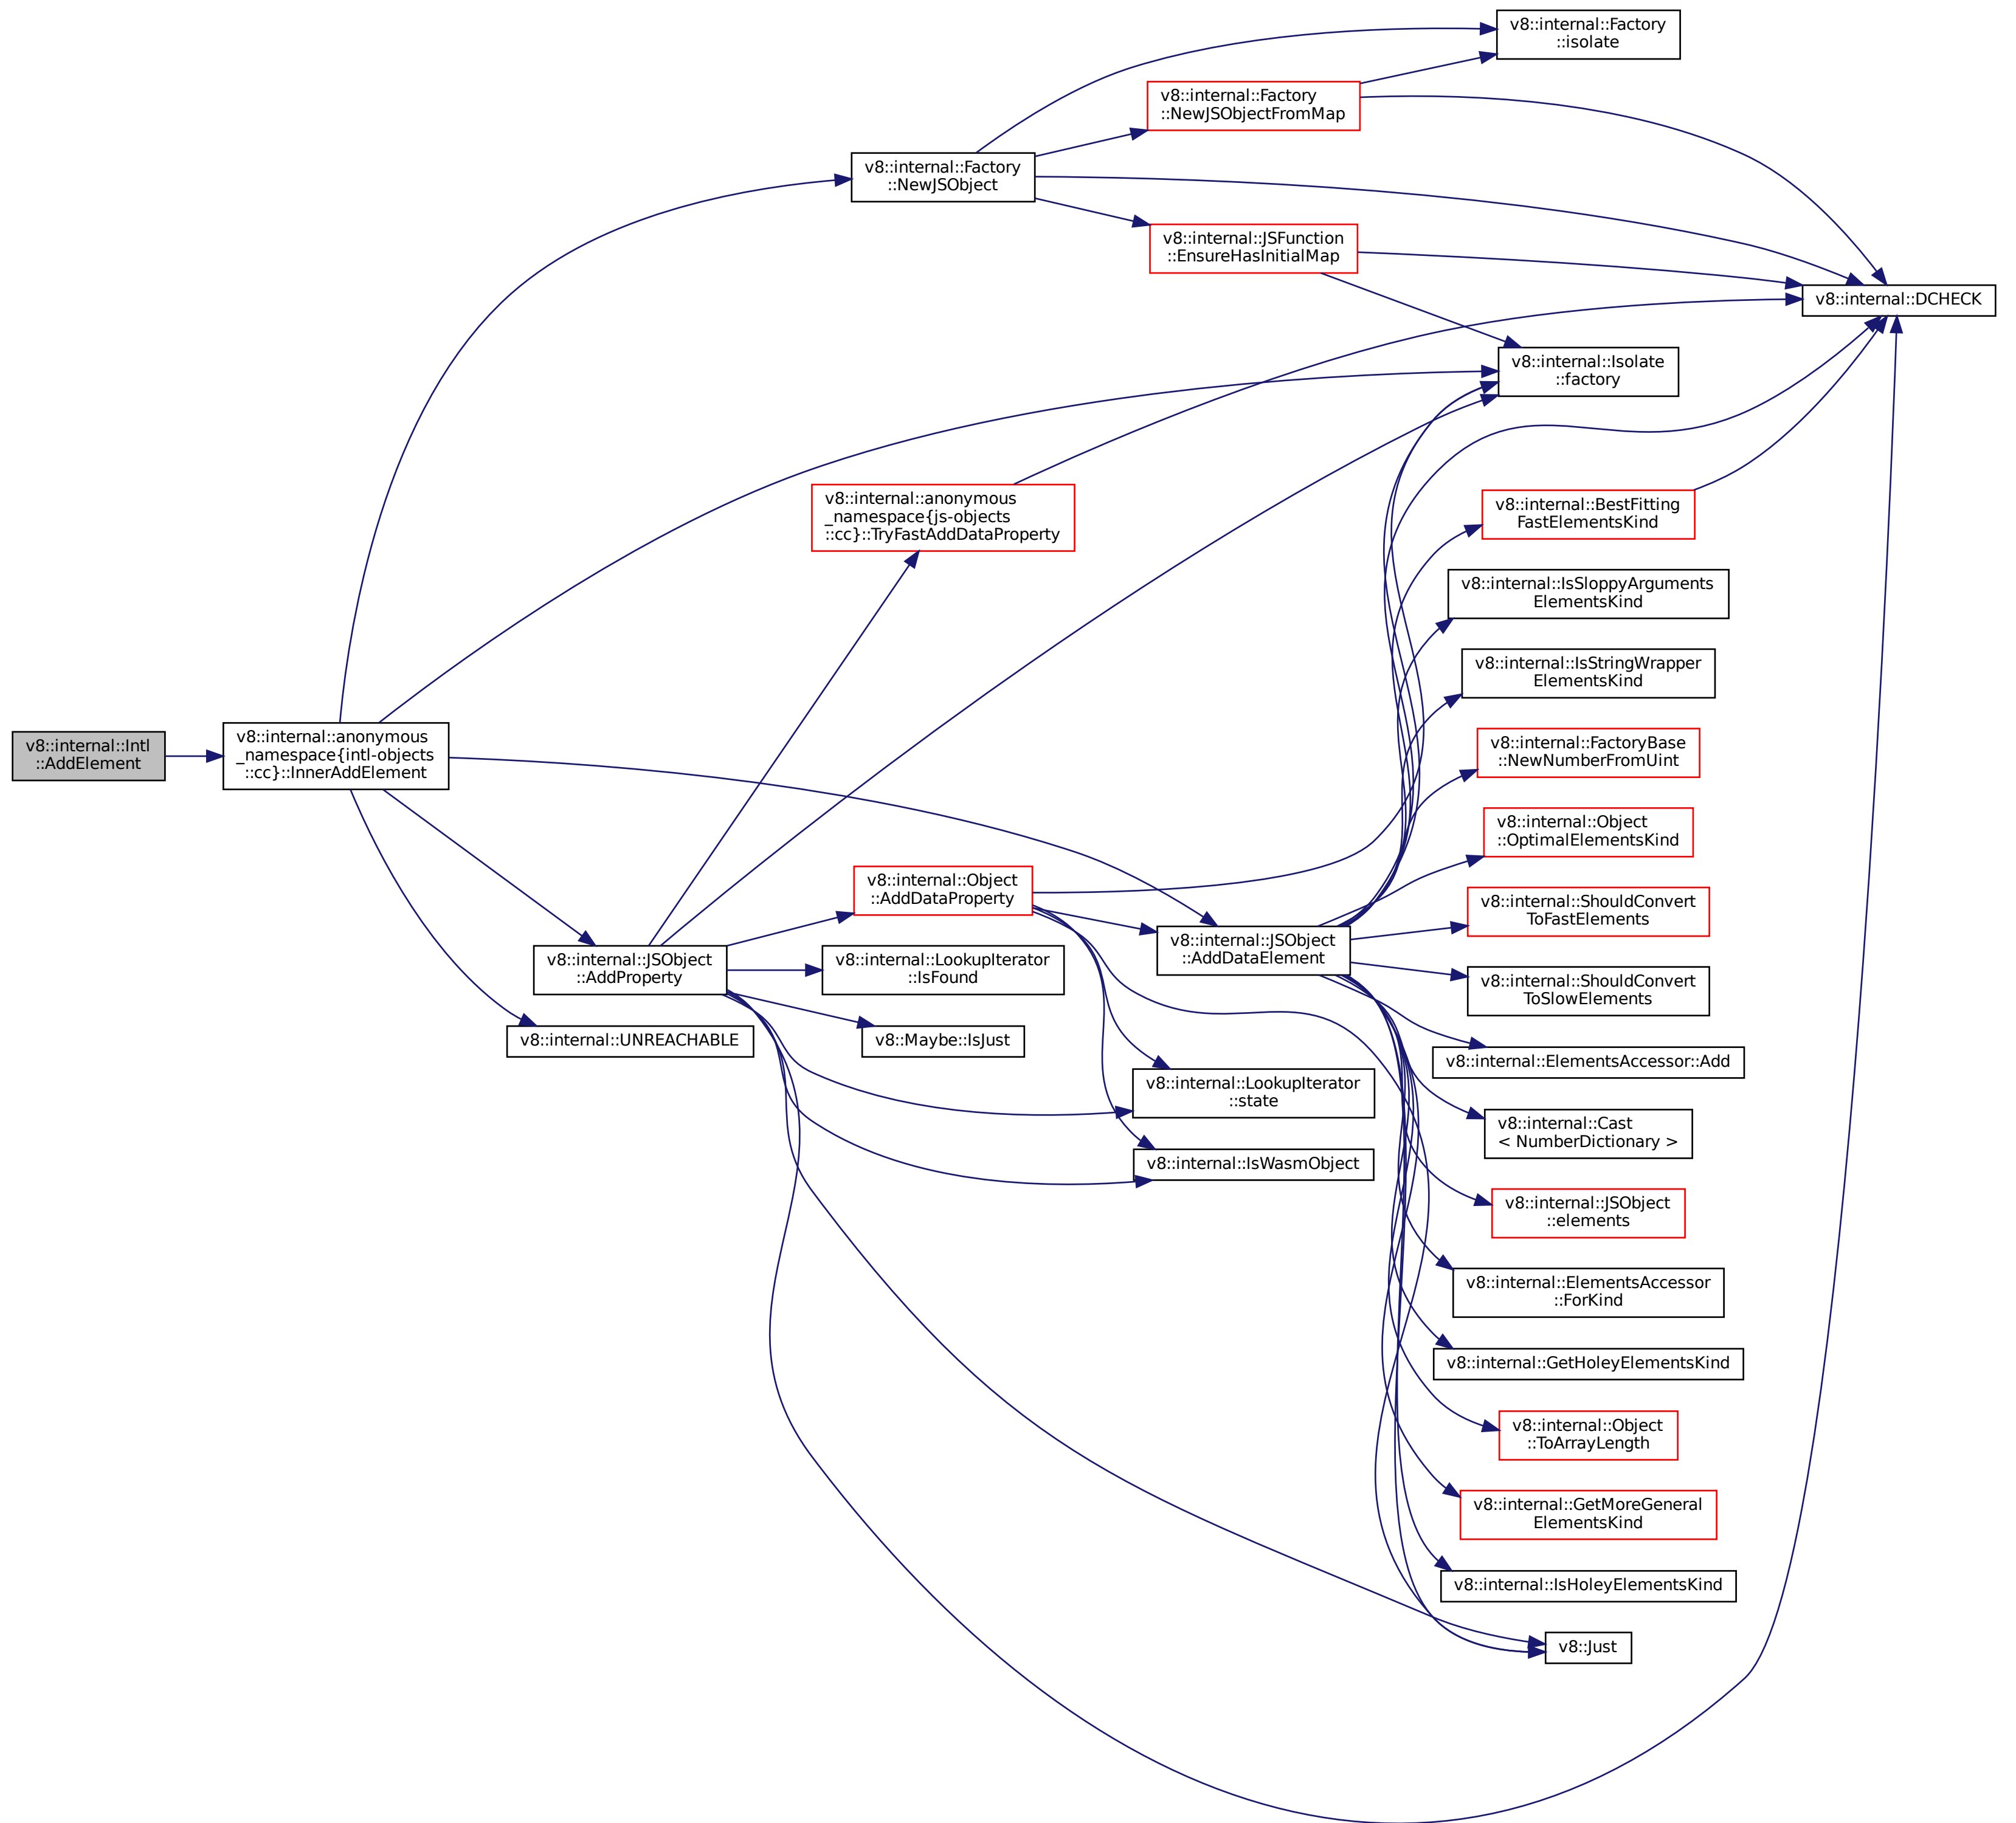 v8::internal::Intl
::AddElement
v8::internal::anonymous
_namespace{intl-objects
::cc}::InnerAddElement
v8::internal::Factory
::NewJSObject
v8::internal::Factory
::isolate
v8::internal::Factory
::NewJSObjectFromMap
v8::internal::JSFunction
::EnsureHasInitialMap
v8::internal::DCHECK
v8::internal::Isolate
::factory
v8::internal::anonymous
_namespace{js-objects
::cc}::TryFastAddDataProperty
v8::internal::BestFitting
FastElementsKind
v8::internal::IsSloppyArguments
ElementsKind
v8::internal::IsStringWrapper
ElementsKind
v8::internal::FactoryBase
::NewNumberFromUint
v8::internal::Object
::OptimalElementsKind
v8::internal::Object
::AddDataProperty
v8::internal::ShouldConvert
ToFastElements
v8::internal::JSObject
::AddDataElement
v8::internal::JSObject
::AddProperty
v8::internal::LookupIterator
::IsFound
v8::internal::ShouldConvert
ToSlowElements
v8::internal::UNREACHABLE
v8::Maybe::IsJust
v8::internal::ElementsAccessor::Add
v8::internal::LookupIterator
::state
v8::internal::Cast
< NumberDictionary >
v8::internal::IsWasmObject
v8::internal::JSObject
::elements
v8::internal::ElementsAccessor
::ForKind
v8::internal::GetHoleyElementsKind
v8::internal::Object
::ToArrayLength
v8::internal::GetMoreGeneral
ElementsKind
v8::internal::IsHoleyElementsKind
v8::Just